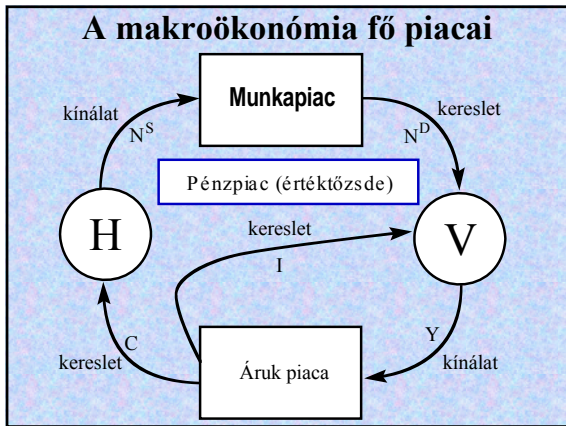 A makroökonómia fő piacai
Munkapiac
kínálat
kereslet
N^S
N^D
Pénzpiac (értéktőzsde)
kereslet
H
V
I
C
Y
kereslet
Áruk piaca
kínálat